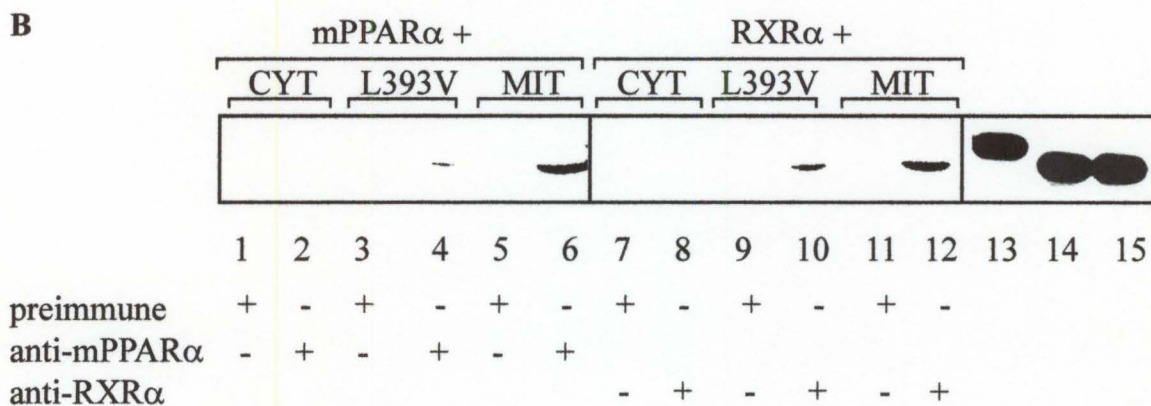 B
mPPARα + RXRα +
CYT L393V MIT CYT L393V MIT
1 2 3 4 5 6 7 8 9 10 11 12 13 14 15
preimmune + - + - + - + - + - + -
anti-mPPARα - + - + - +
anti-RXRα - + - + - +